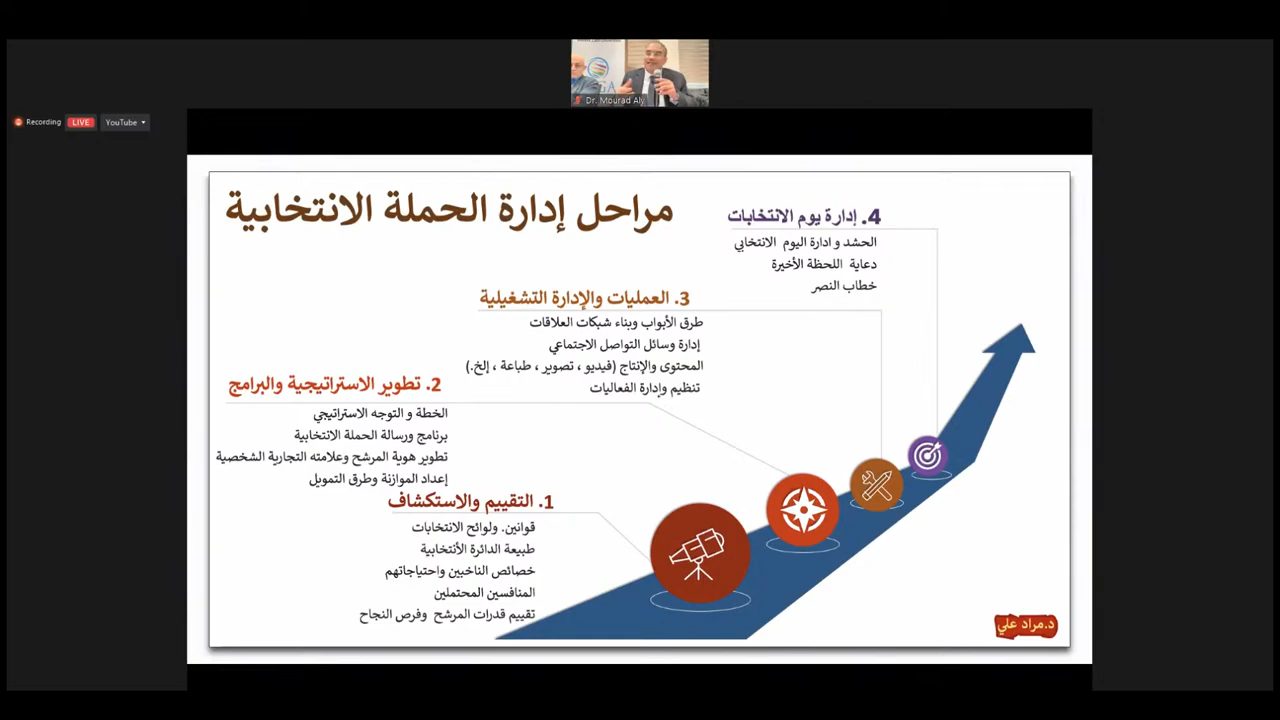 Dr. Mourad Aly
Recording LIVE YouTube
مراحل إدارة الحملة الانتخابية
4. إدارة يوم الانتخابات
الحشد و ادارة اليوم الانتخابي
دعاية اللحظة الأخيرة
خطاب النصر
3. العمليات والإدارة التشغيلية
طرق الأبواب وبناء شبكات العلاقات
إدارة وسائل التواصل الاجتماعي
المحتوى والإنتاج (فيديو ، تصوير ، طباعة ، إلخ.)
تنظيم وإدارة الفعاليات
2. تطوير الاستراتيجية والبرامج
الخطة و التوجه الاستراتيجي
برنامج ورسالة الحملة الانتخابية
تطوير هوية المرشح وعلامته التجارية الشخصية
إعداد الموازنة وطرق التمويل
1. التقييم والاستكشاف
قوانين. ولوائح الانتخابات
طبيعة الدائرة الأنتخابية
خصائص الناخبين واحتياجاتهم
المنافسين المحتملين
تقييم قدرات المرشح وفرص النجاح
د.مراد علي